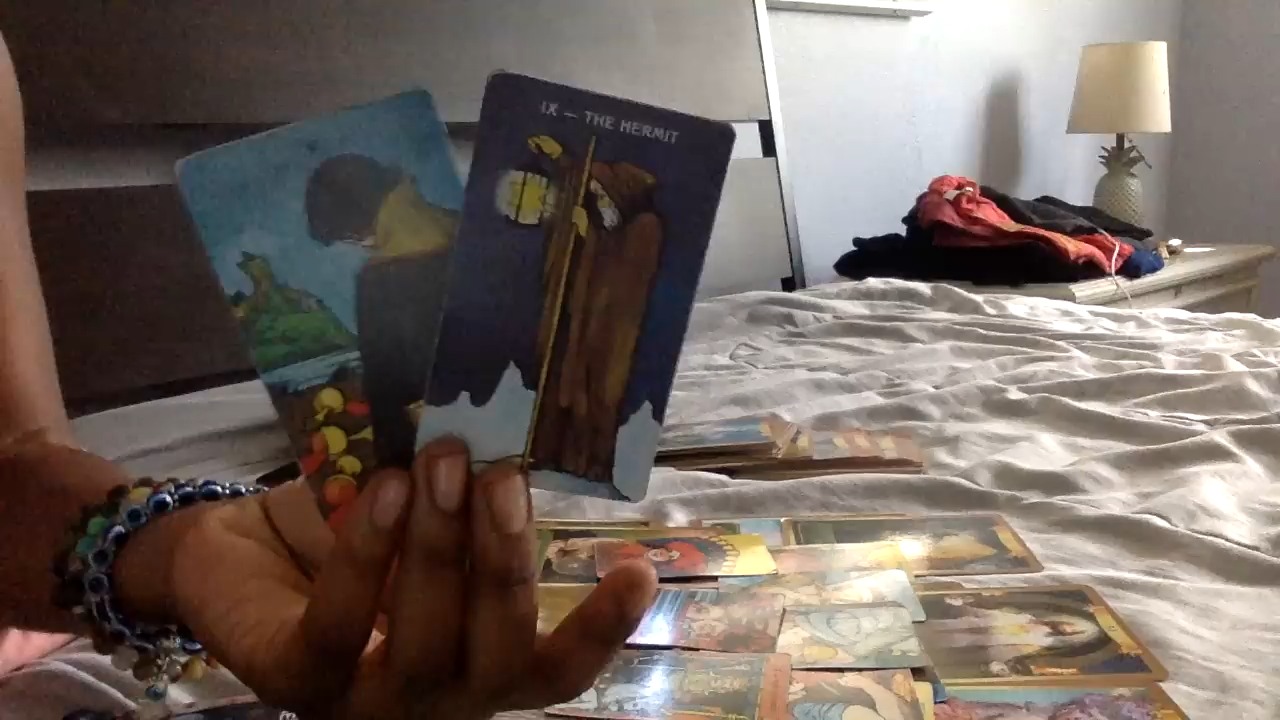 IX — THE HERMIT